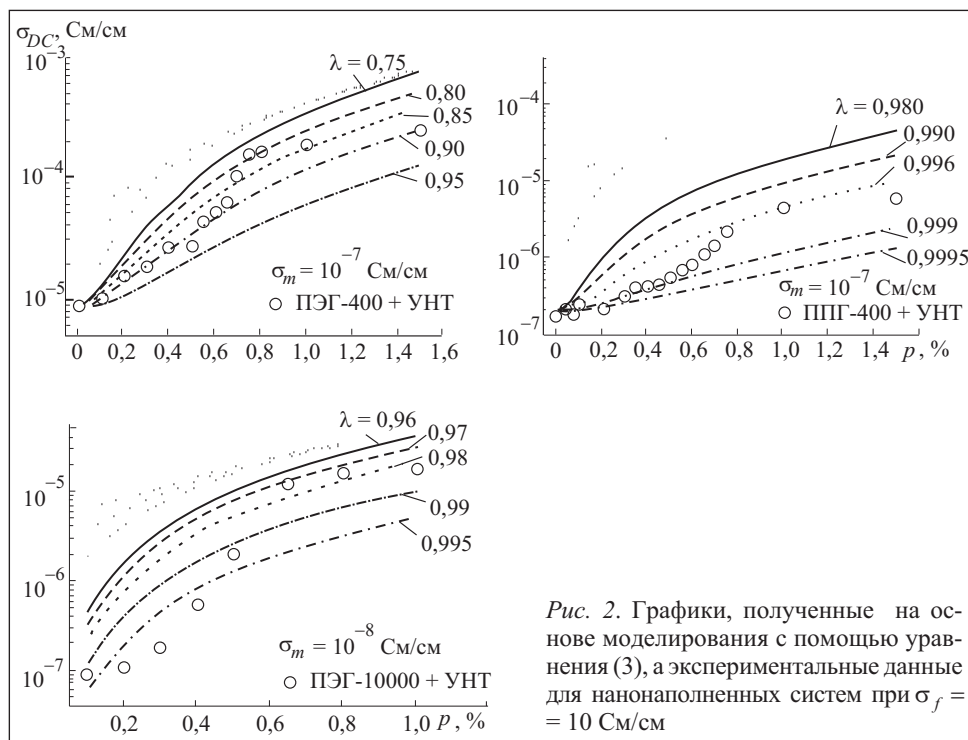 σDC, См/см
10⁻³
10⁻⁴
10⁻⁵
λ = 0,75
0,80
0,85
0,90
0,95
σm = 10⁻⁷ См/см
ПЭГ-400 + УНТ
0 0,2 0,4 0,6 0,8 1,0 1,2 1,4 1,6
10⁻⁴
10⁻⁵
10⁻⁶
10⁻⁷
λ = 0,980
0,990
0,996
0,999
0,9995
σm = 10⁻⁷ См/см
ППГ-400 + УНТ
0 0,2 0,4 0,6 0,8 1,0 1,2 1,4 p, %
10⁻⁵
10⁻⁶
10⁻⁷
λ = 0,96
0,97
0,98
0,99
0,995
σm = 10⁻⁸ См/см
ПЭГ-10000 + УНТ
0,2 0,4 0,6 0,8 1,0 p, %
Рис. 2. Графики, полученные на ос-
нове моделирования с помощью урав-
нения (3), а экспериментальные данные
для нанонаполненных систем при σf =
= 10 См/см